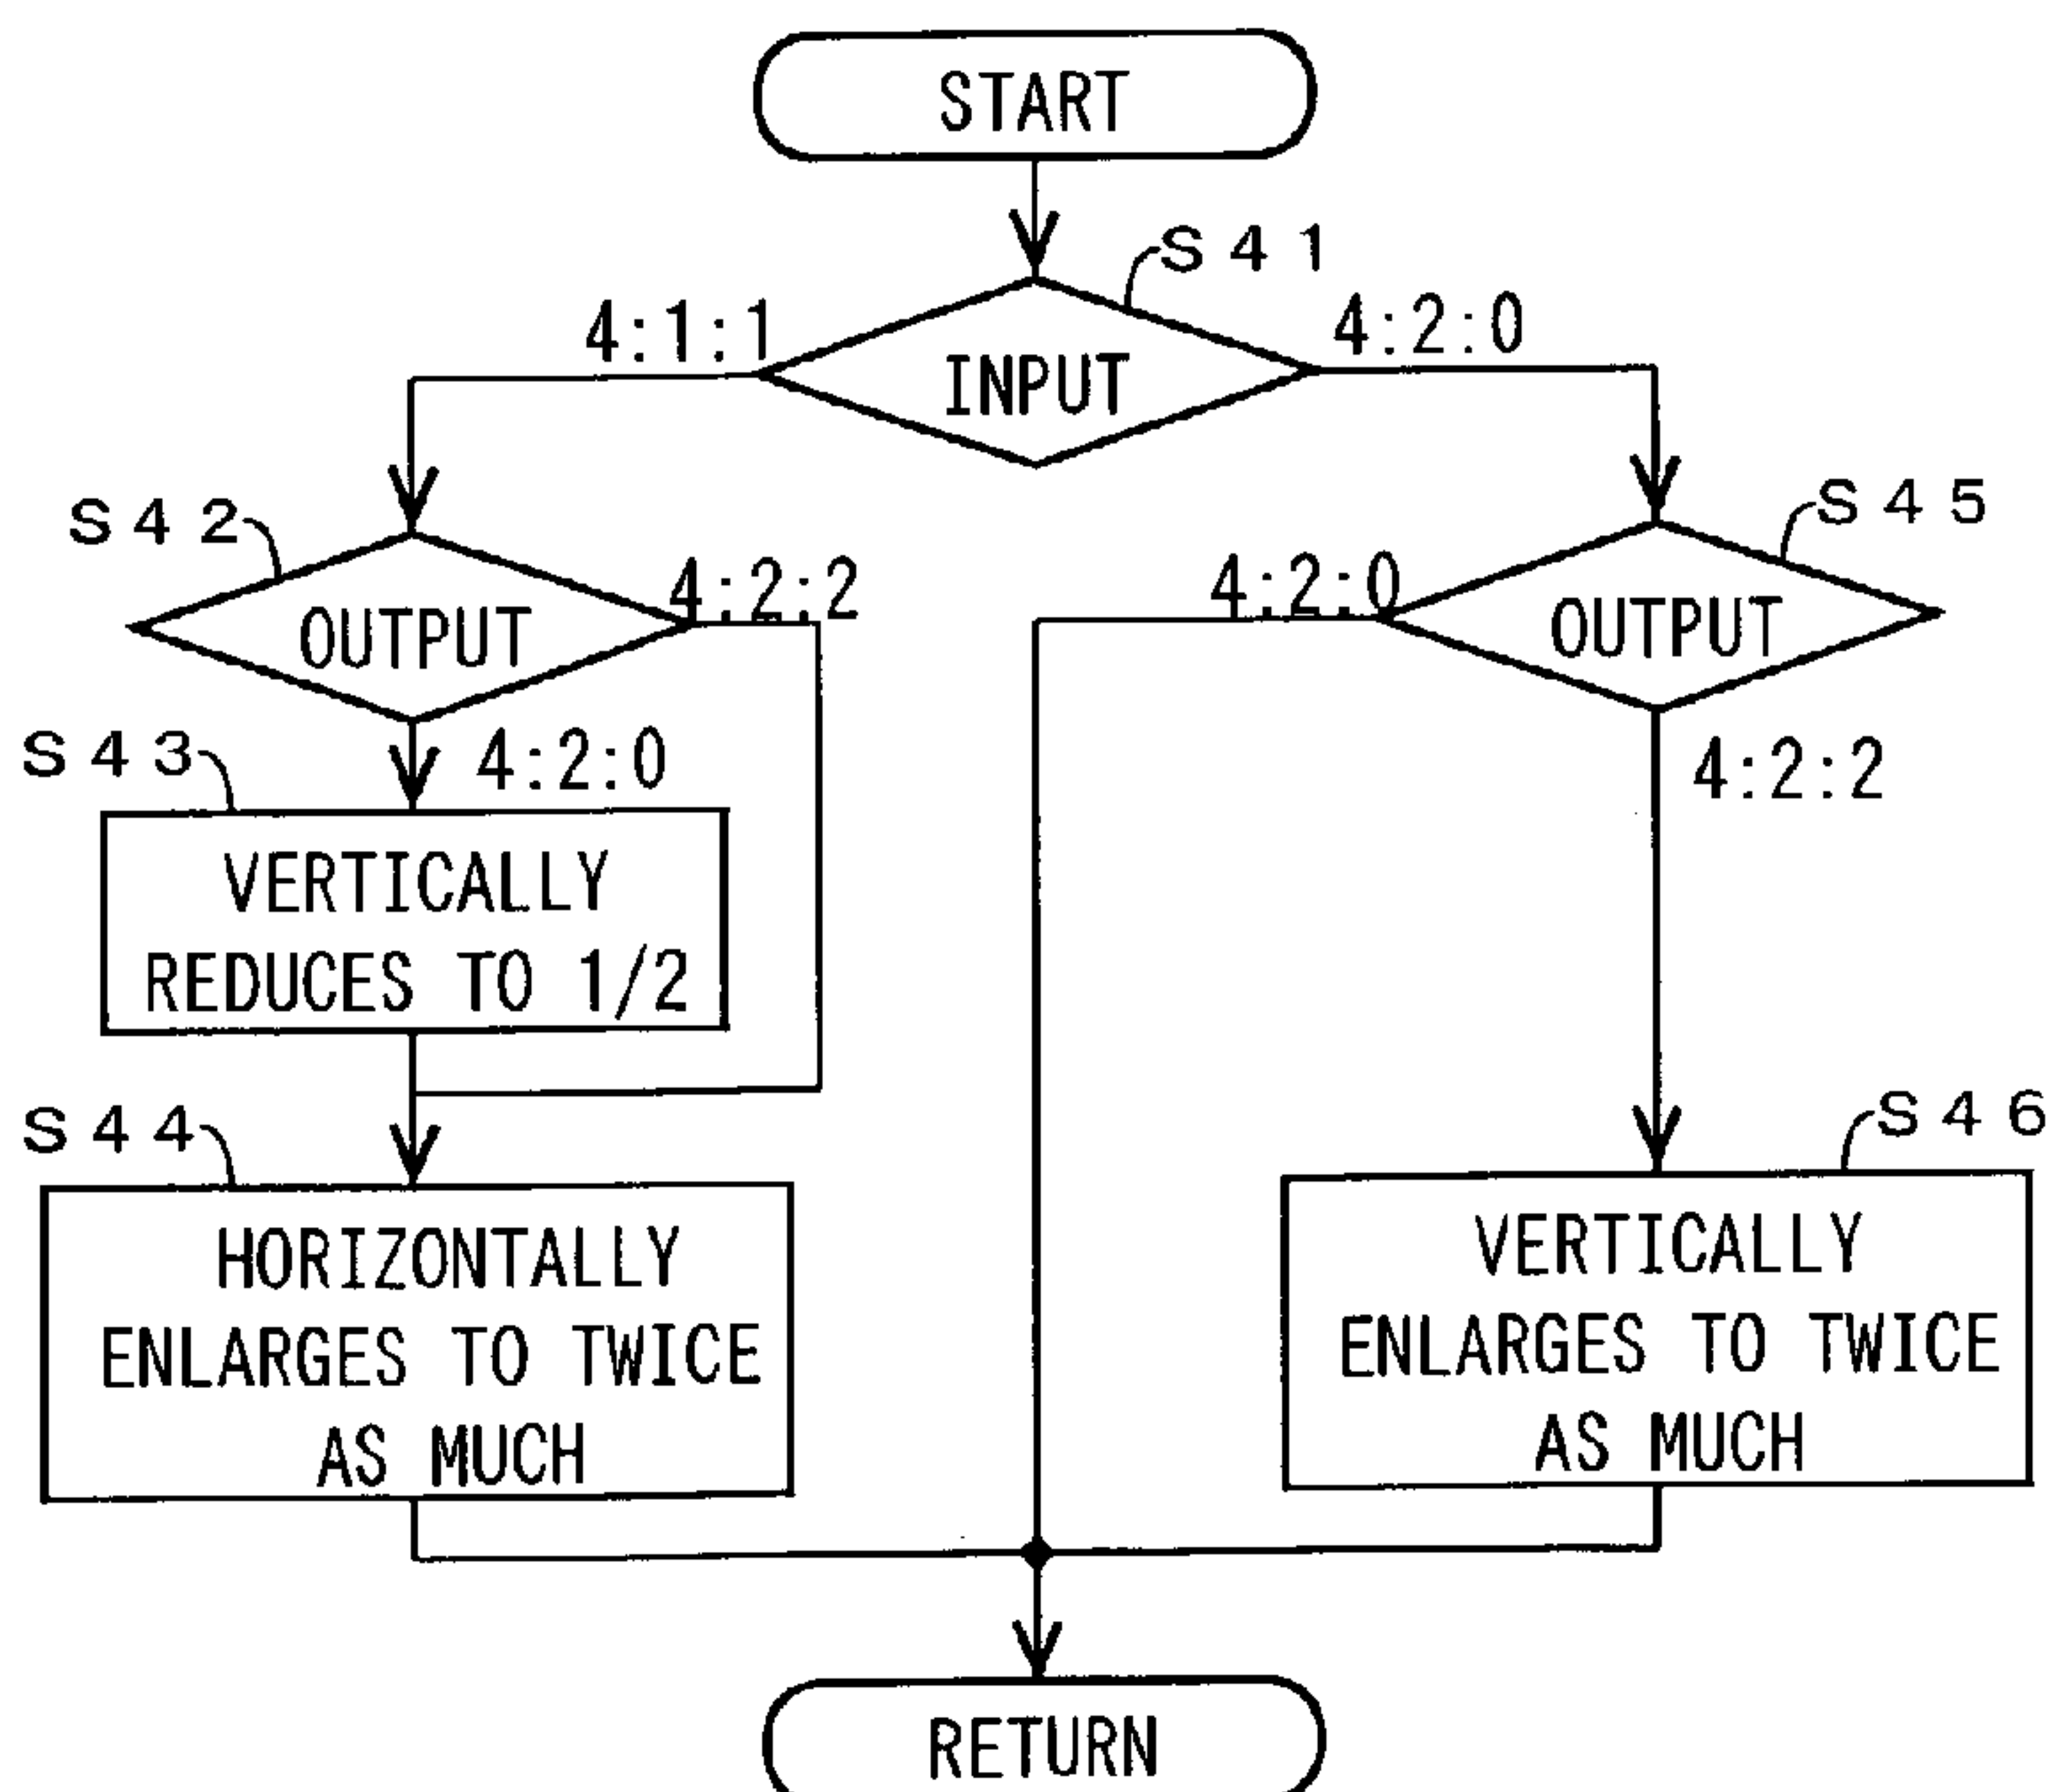 START
S41
4:1:1
4:2:0
INPUT
S42
S45
4:2:2
4:2:0
OUTPUT
OUTPUT
S43
4:2:0
4:2:2
VERTICALLY
REDUCES TO 1/2
S44
S46
HORIZONTALLY
ENLARGES TO TWICE
AS MUCH
VERTICALLY
ENLARGES TO TWICE
AS MUCH
RETURN